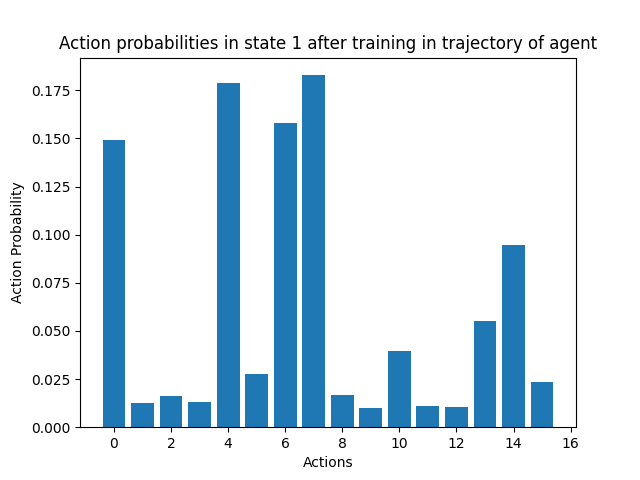 Action probabilities in state 1 after training in trajectory of agent
0.175
0.150
0.125
0.100
0.075
0.050
0.025
0.000
Action Probability
0 2 4 6 8 10 12 14 16
Actions